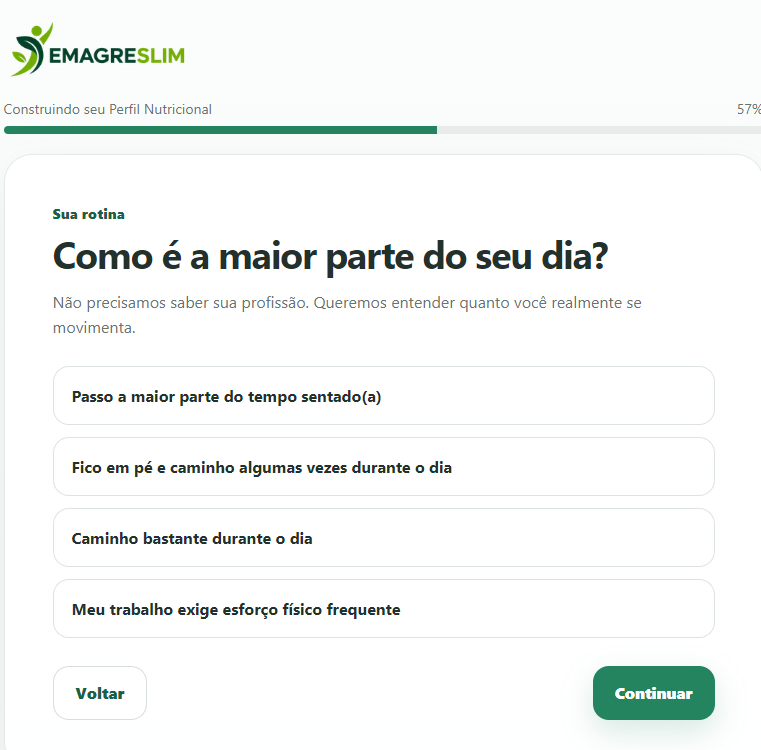 EMAGRESLIM
Construindo seu Perfil Nutricional
57%
Sua rotina
Como é a maior parte do seu dia?
Não precisamos saber sua profissão. Queremos entender quanto você realmente se
movimenta.
Passo a maior parte do tempo sentado(a)
Fico em pé e caminho algumas vezes durante o dia
Caminho bastante durante o dia
Meu trabalho exige esforço físico frequente
Voltar
Continuar